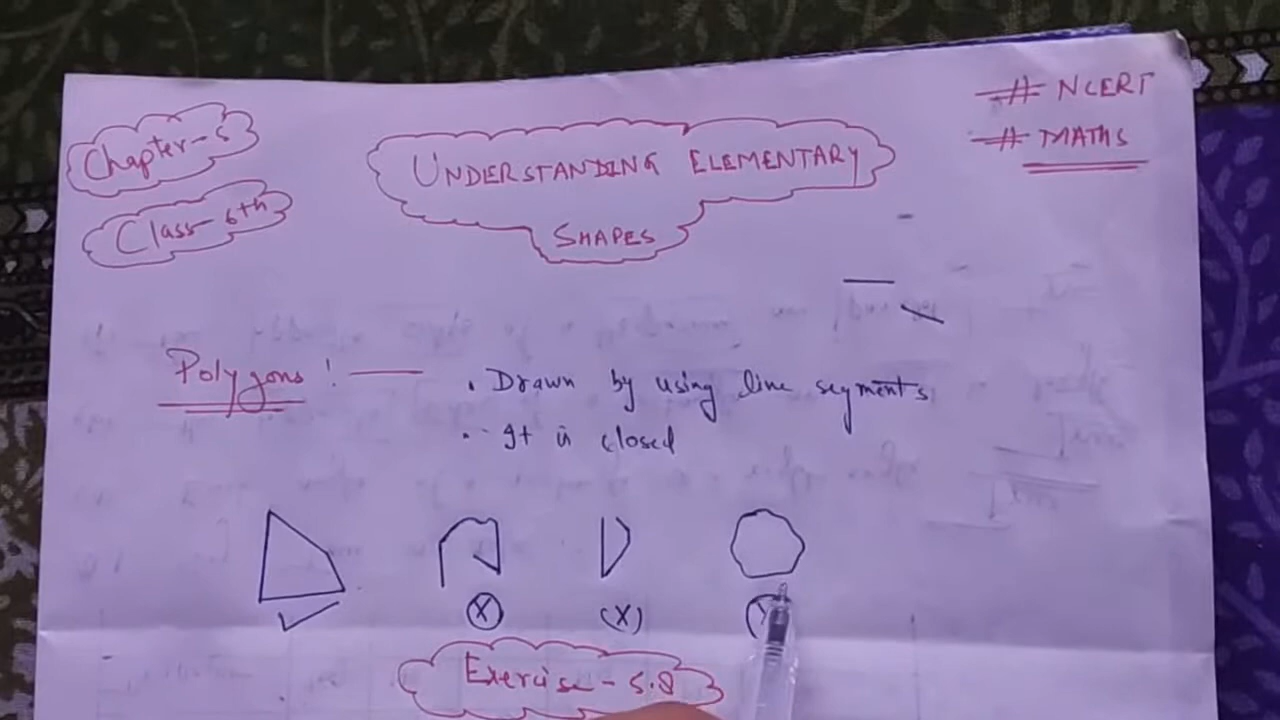 Chapter-5
Class-6th
UNDERSTANDING ELEMENTARY
SHAPES
# NCERT
# MATHS
Polygons! —
• Drawn by using line segments
• It is closed
(X)
(X)
Exercise - 5.8